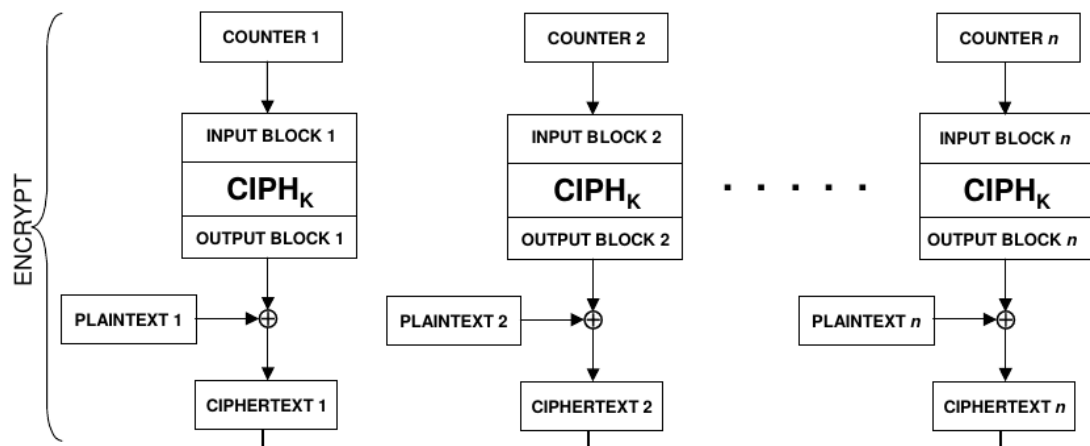 ENCRYPT
COUNTER 1
COUNTER 2
COUNTER n
INPUT BLOCK 1
INPUT BLOCK 2
INPUT BLOCK n
CIPHK
CIPHK
. . . . .
CIPHK
OUTPUT BLOCK 1
OUTPUT BLOCK 2
OUTPUT BLOCK n
PLAINTEXT 1
PLAINTEXT 2
PLAINTEXT n
CIPHERTEXT 1
CIPHERTEXT 2
CIPHERTEXT n